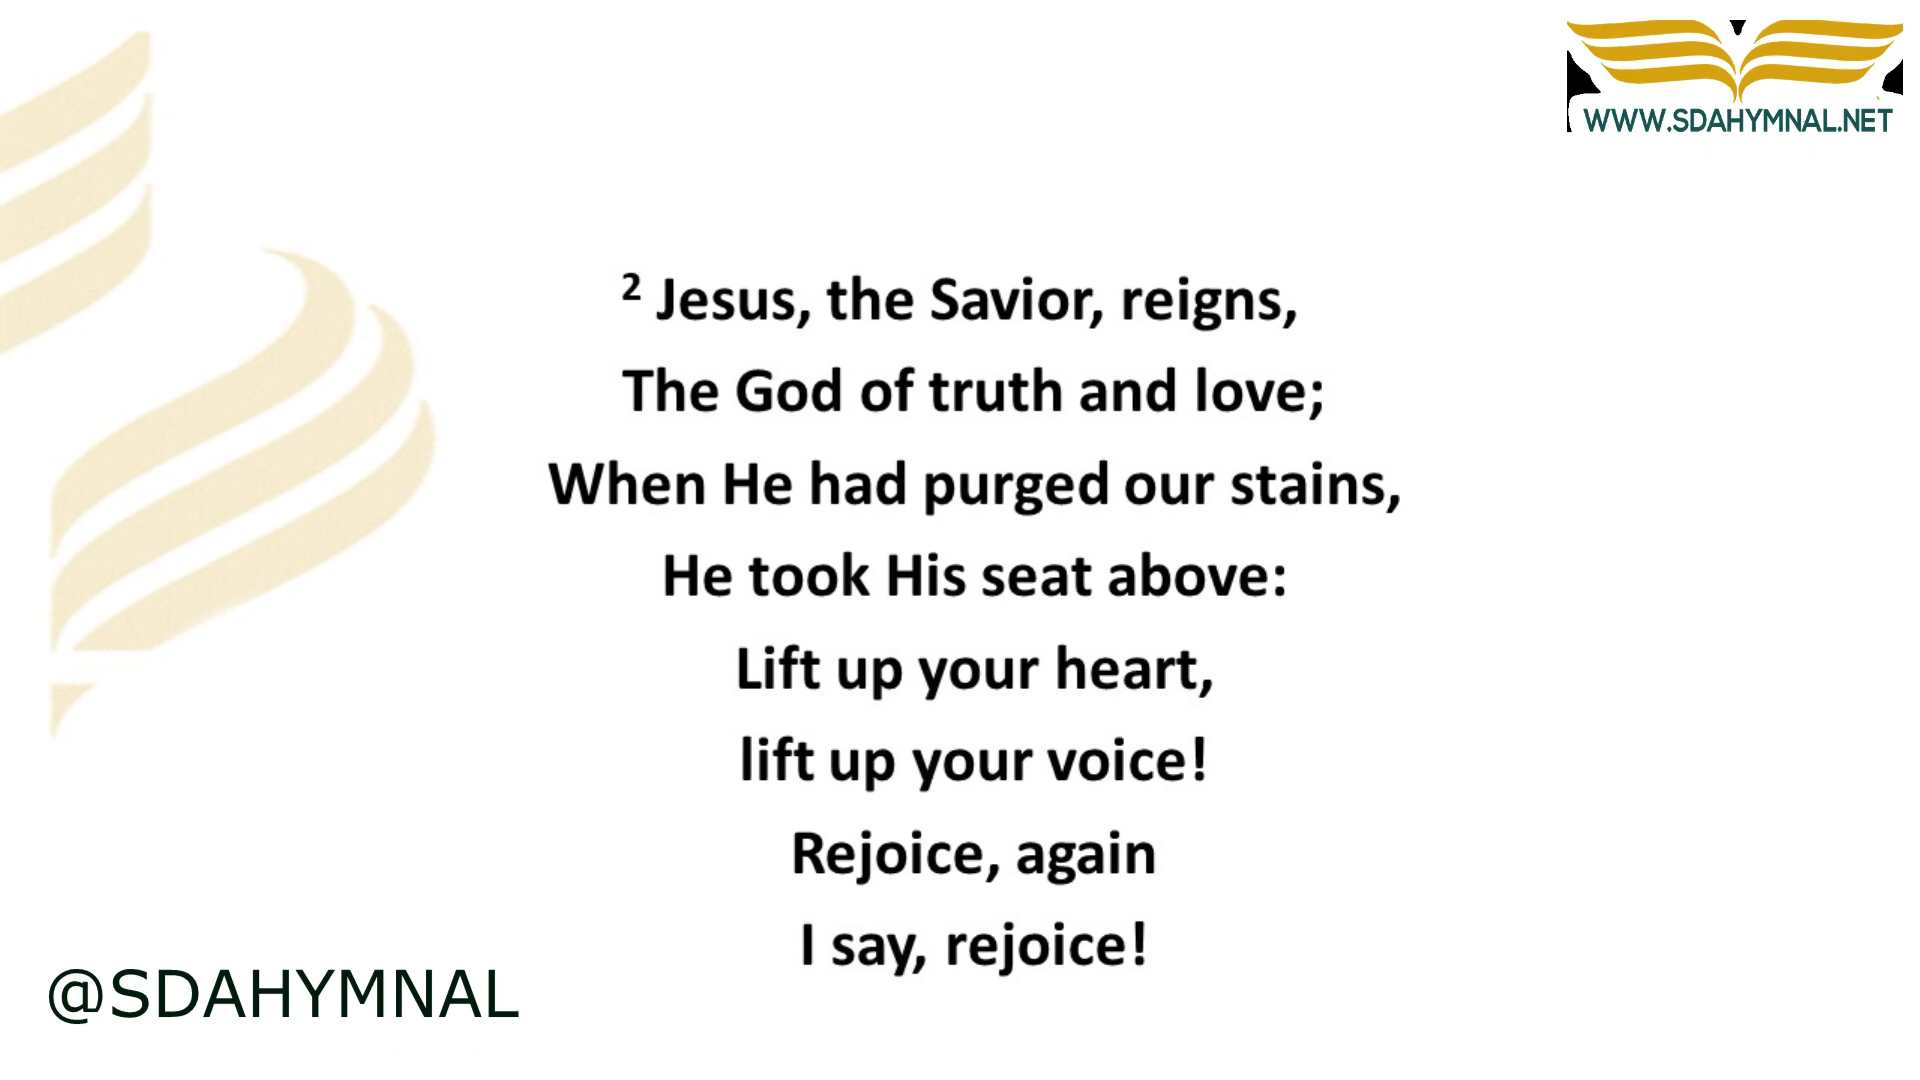 WWW.SDAHYMNAL.NET
2 Jesus, the Savior, reigns,
The God of truth and love;
When He had purged our stains,
He took His seat above:
Lift up your heart,
lift up your voice!
Rejoice, again
I say, rejoice!
@SDAHYMNAL